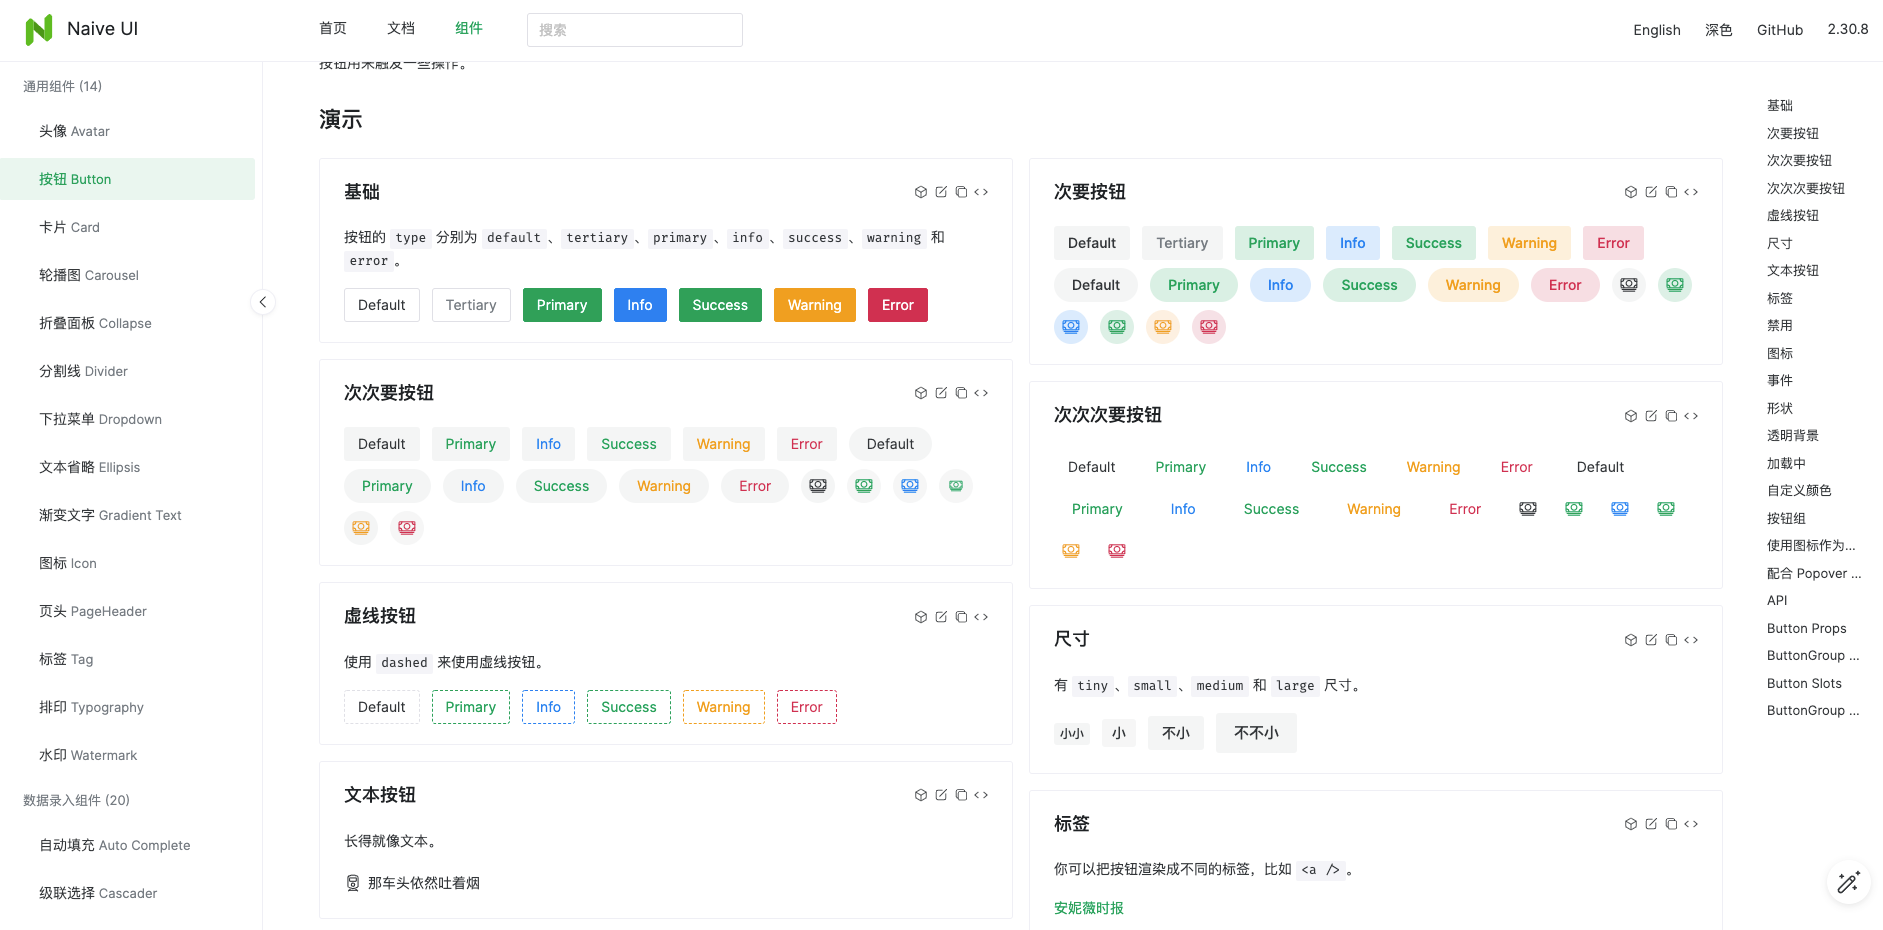 Naive UI
首页
文档
组件
搜索
English
深色
GitHub
2.30.8
通用组件 (14)
头像 Avatar
按钮 Button
卡片 Card
轮播图 Carousel
折叠面板 Collapse
分割线 Divider
下拉菜单 Dropdown
文本省略 Ellipsis
渐变文字 Gradient Text
图标 Icon
页头 PageHeader
标签 Tag
排印 Typography
水印 Watermark
数据录入组件 (20)
自动填充 Auto Complete
级联选择 Cascader
按钮用来触发一些操作。
演示
基础
按钮的 type 分别为 default、tertiary、primary、info、success、warning 和
error。
Default Tertiary Primary Info Success Warning Error
次次要按钮
Default Primary Info Success Warning Error Default
Primary Info Success Warning Error
虚线按钮
使用 dashed 来使用虚线按钮。
Default Primary Info Success Warning Error
文本按钮
长得就像文本。
那车头依然吐着烟
次要按钮
Default Tertiary Primary Info Success Warning Error
Default Primary Info Success Warning Error
次次次要按钮
Default Primary Info Success Warning Error Default
Primary Info Success Warning Error
尺寸
有 tiny、small、medium 和 large 尺寸。
小小 小 不小 不不小
标签
你可以把按钮渲染成不同的标签，比如 <a />。
安妮薇时报
基础
次要按钮
次次要按钮
次次次要按钮
虚线按钮
尺寸
文本按钮
标签
禁用
图标
事件
形状
透明背景
加载中
自定义颜色
按钮组
使用图标作为...
配合 Popover ...
API
Button Props
ButtonGroup ...
Button Slots
ButtonGroup ...